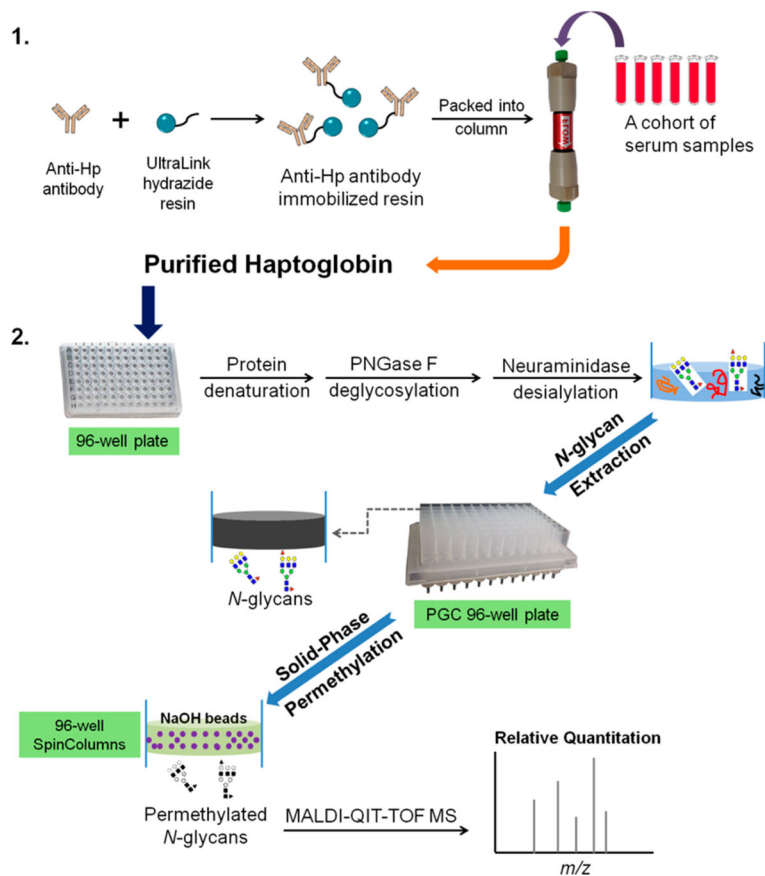 1.
Anti-Hp
antibody
+
UltraLink
hydrazide
resin
Anti-Hp antibody
immobilized resin
Packed into
column
A cohort of
serum samples
Purified Haptoglobin
2.
96-well plate
Protein
denaturation
PNGase F
deglycosylation
Neuraminidase
desialylation
N-glycan
Extraction
N-glycans
PGC 96-well plate
Solid-Phase
Permethylation
96-well
SpinColumns
NaOH beads
Permethylated
N-glycans
MALDI-QIT-TOF MS
Relative Quantitation
m/z